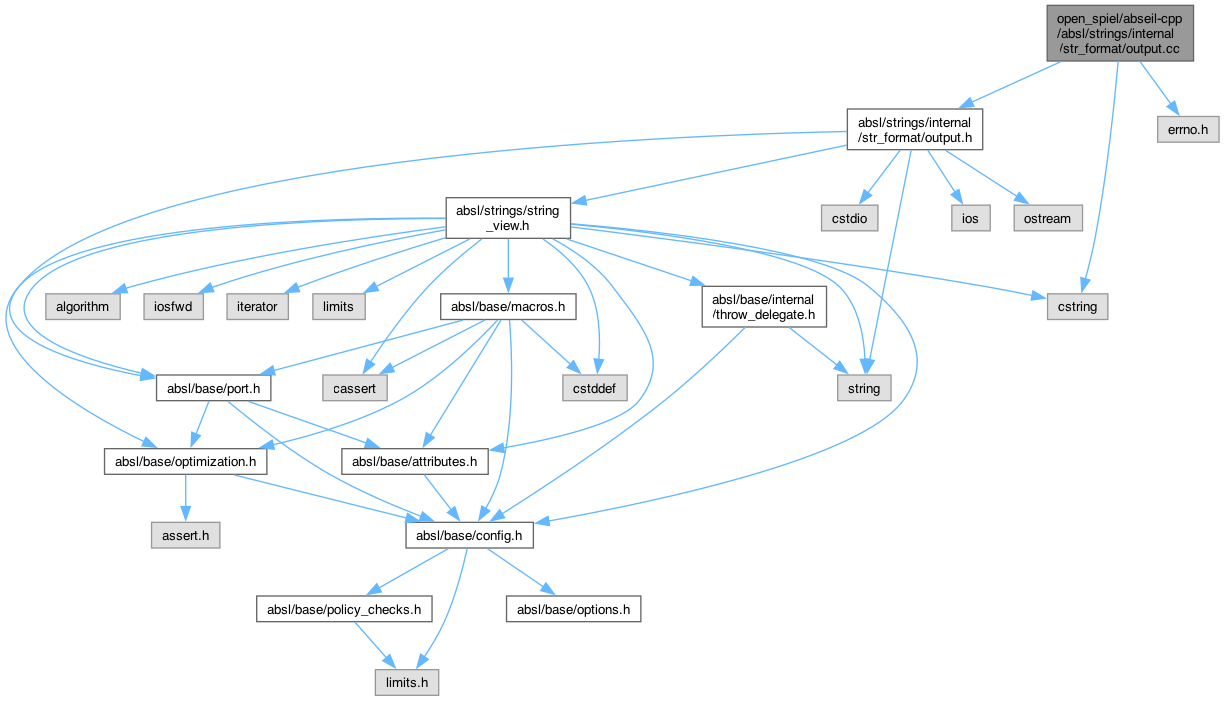 open_spiel/abseil-cpp
/absl/strings/internal
/str_format/output.cc
absl/strings/internal
/str_format/output.h
errno.h
absl/strings/string
_view.h
cstdio
ios
ostream
algorithm
iosfwd
iterator
limits
absl/base/macros.h
absl/base/internal
/throw_delegate.h
cstring
absl/base/port.h
cassert
cstddef
string
absl/base/optimization.h
absl/base/attributes.h
assert.h
absl/base/config.h
absl/base/policy_checks.h
absl/base/options.h
limits.h